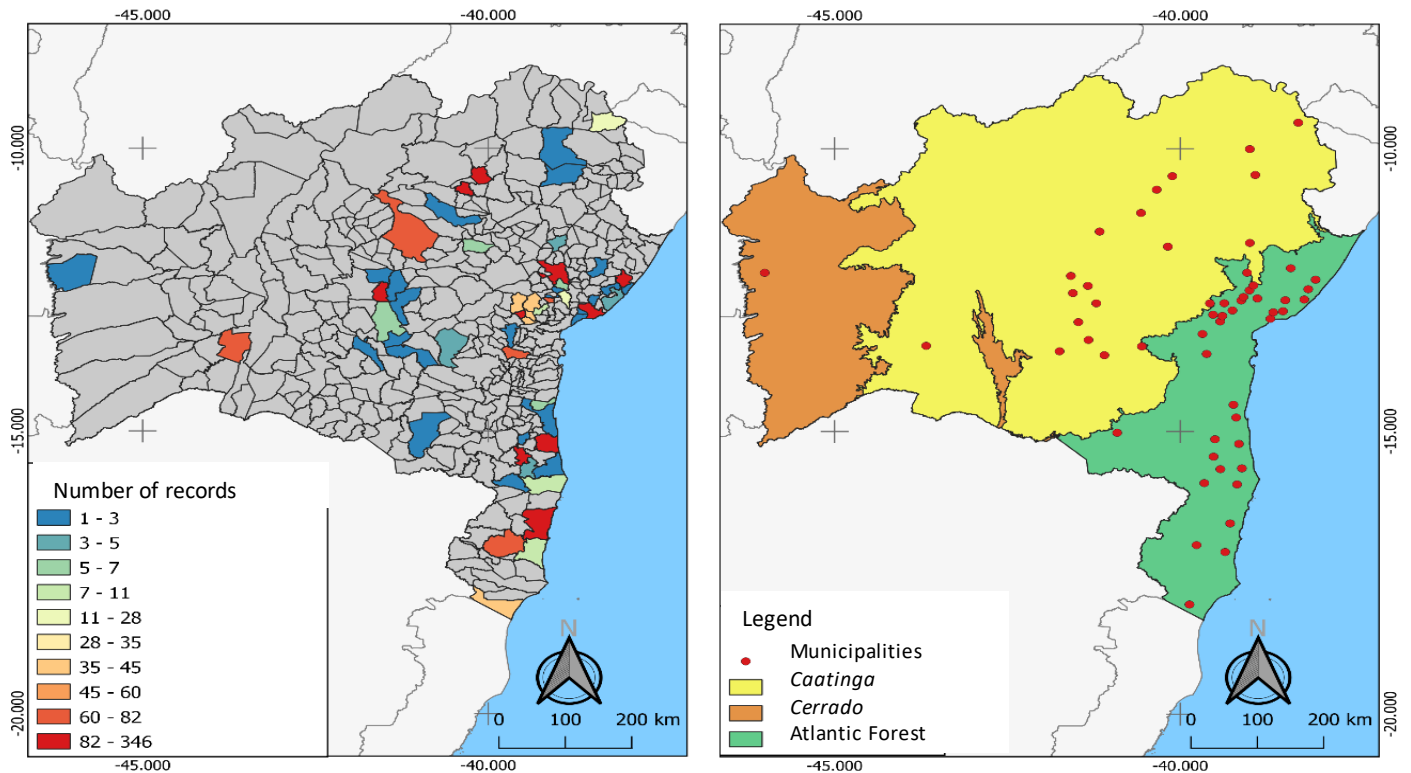 -45.000
-40.000
-10.000
-15.000
-20.000
Number of records
1 - 3
3 - 5
5 - 7
7 - 11
11 - 28
28 - 35
35 - 45
45 - 60
60 - 82
82 - 346
N
0 100 200 km
-45.000
-40.000
-45.000
-40.000
-10.000
-15.000
-20.000
Legend
Municipalities
Caatinga
Cerrado
Atlantic Forest
N
0 100 200 km
-45.000
-40.000